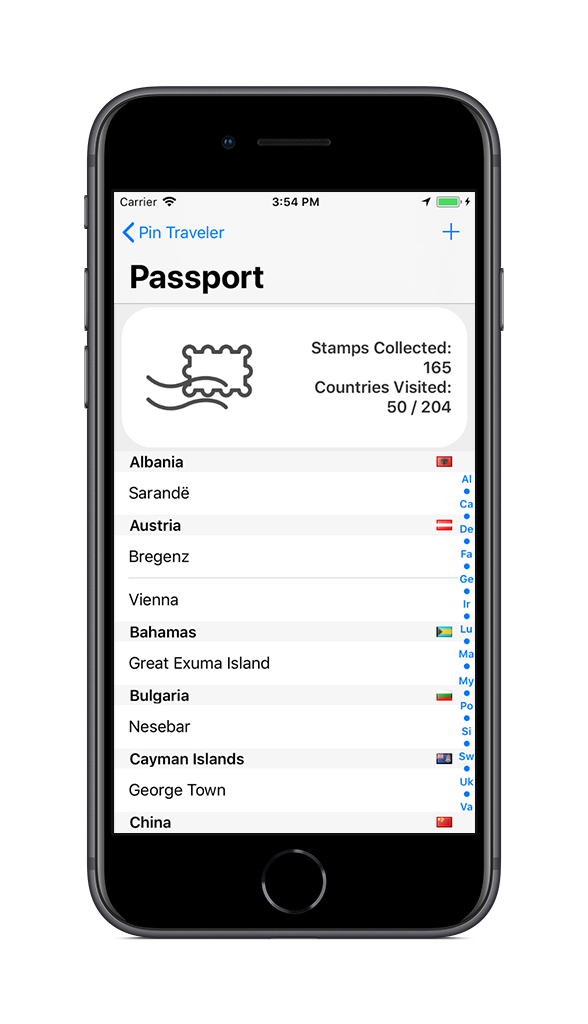 Carrier 3:54 PM
Pin Traveler
Passport
Stamps Collected:
165
Countries Visited:
50 / 204
Albania
Sarandë
Austria
Bregenz
Vienna
Bahamas
Great Exuma Island
Bulgaria
Nesebar
Cayman Islands
George Town
China
Al
Ca
De
Fa
Ge
Ir
Lu
Ma
My
Po
Si
Sw
Uk
Va